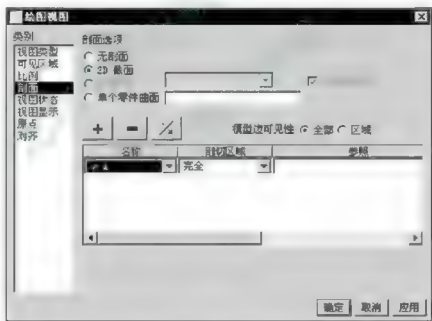 绘图视图
类别
视图类型
可见区域
比例
剖面
视图状态
视图显示
原点
对齐
剖面选项
无剖面
2D 截面
单个零件曲面
模型边可见性 全部 区域
名称 剖切区域 参照
完全
确定 取消 应用